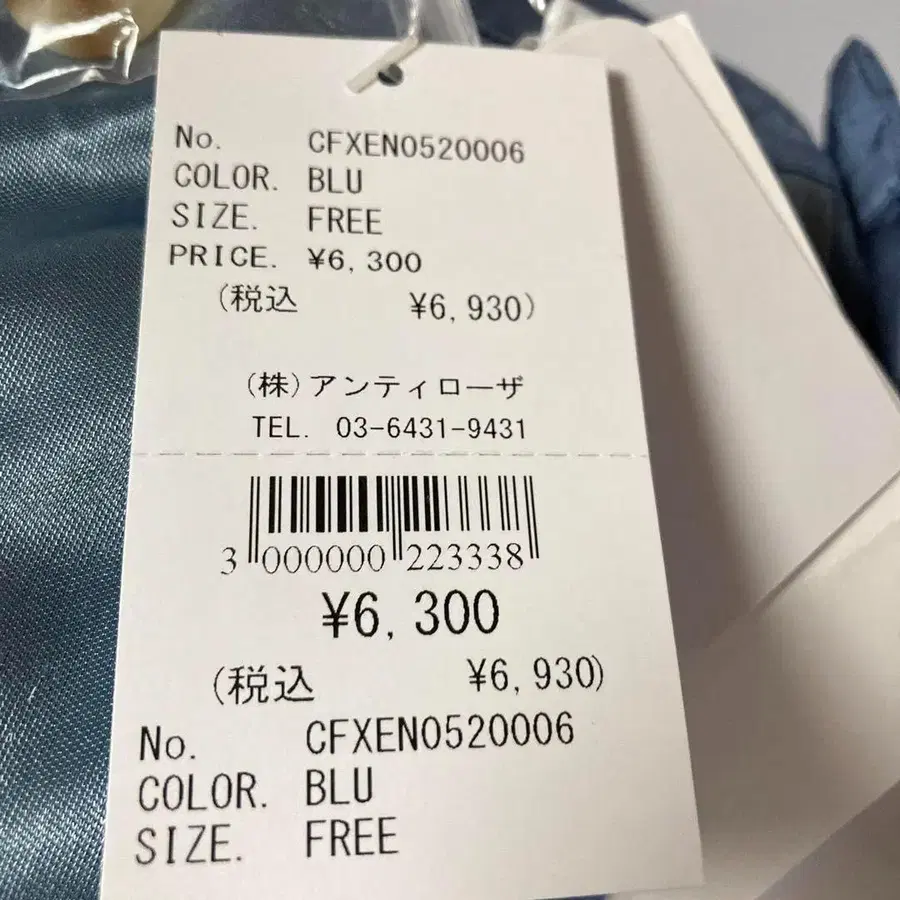 No. CFXEN0520006
COLOR. BLU
SIZE. FREE
PRICE. ¥6,300
(税込 ¥6,930)
(株)アンティローザ
TEL. 03-6431-9431
3 000000 223338
¥6,300
(税込 ¥6,930)
No. CFXEN0520006
COLOR. BLU
SIZE. FREE